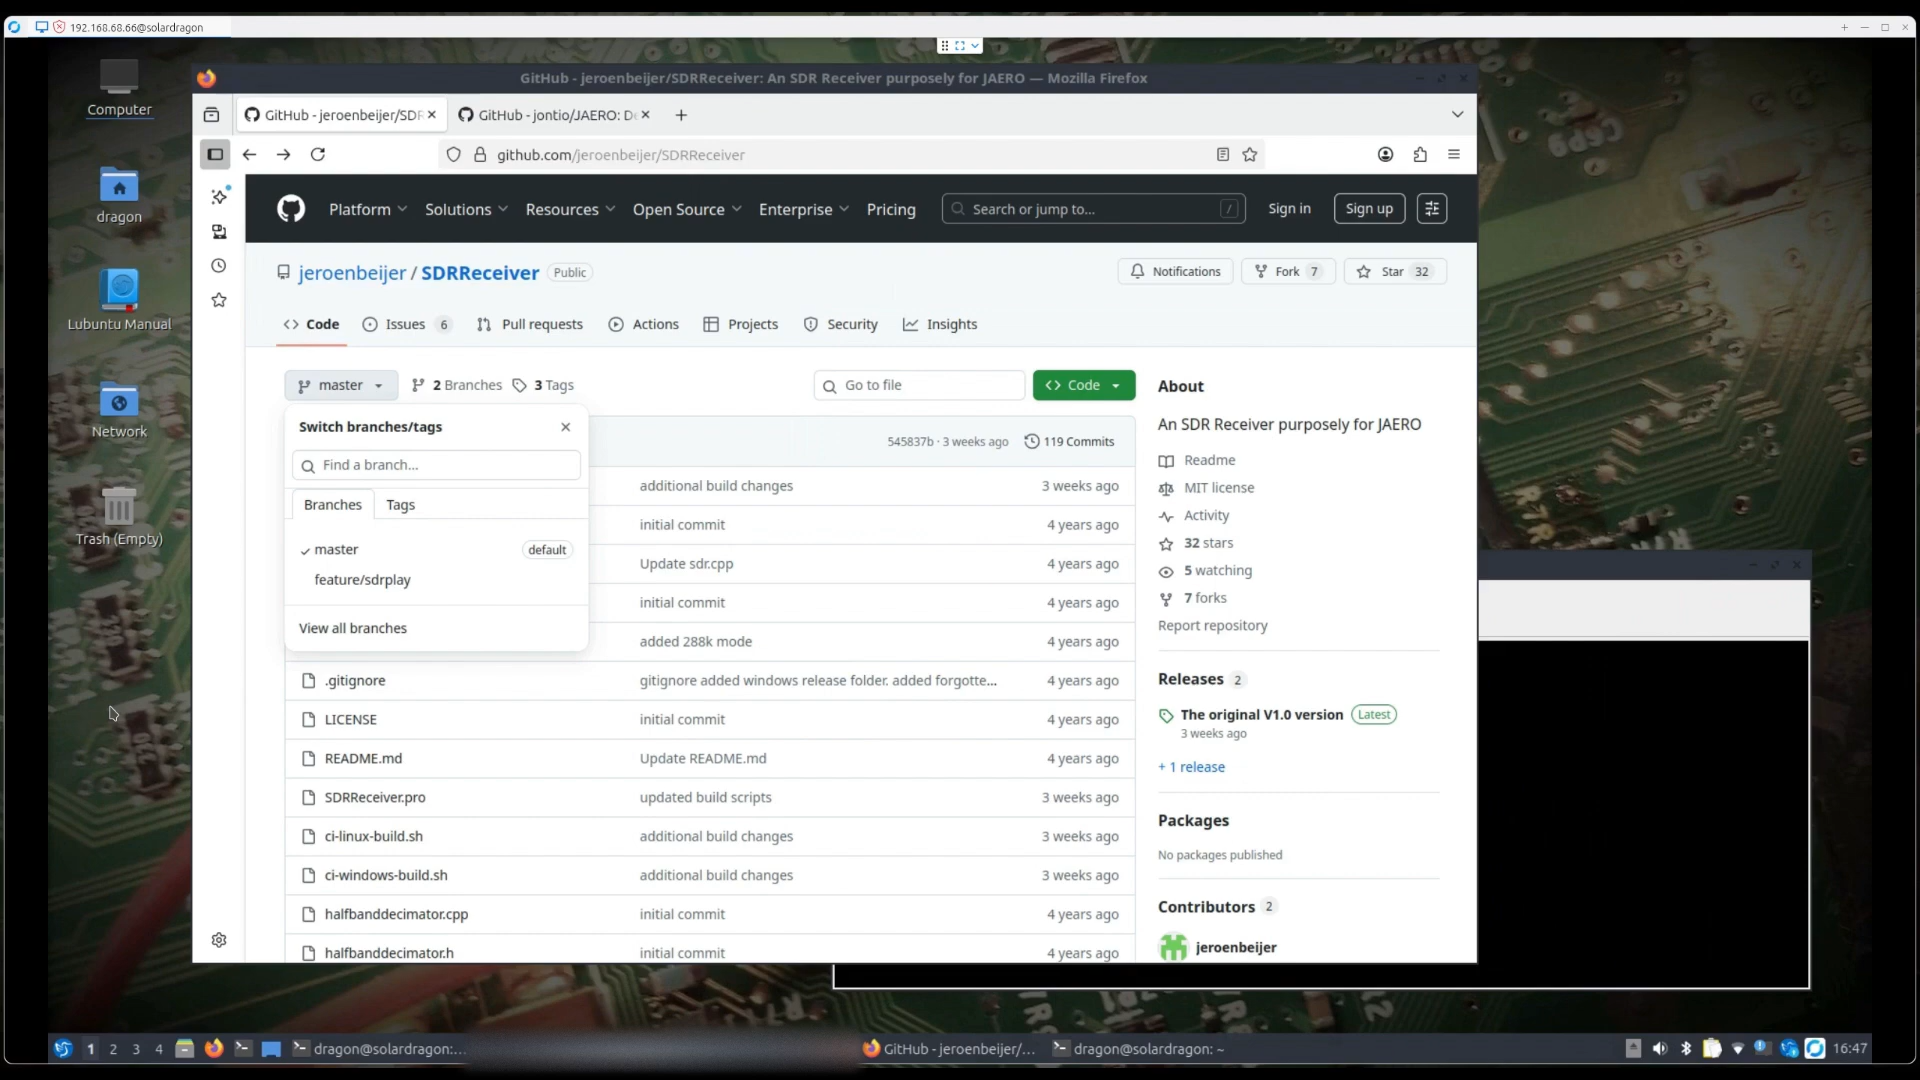 192.168.68.66@solardragon
GitHub - jeroenbeijer/SDRReceiver: An SDR Receiver purposely for JAERO — Mozilla Firefox
Computer
dragon
Lubuntu Manual
Network
Trash (Empty)
GitHub - jeroenbeijer/SDR
GitHub - jontio/JAERO: De
github.com/jeroenbeijer/SDRReceiver
Platform
Solutions
Resources
Open Source
Enterprise
Pricing
Search or jump to...
/
Sign in
Sign up
jeroenbeijer / SDRReceiver
Public
Notifications
Fork 7
Star 32
Code
Issues 6
Pull requests
Actions
Projects
Security
Insights
master
2 Branches
3 Tags
Go to file
Code
Switch branches/tags
Find a branch...
Branches
Tags
master
default
feature/sdrplay
View all branches
545837b · 3 weeks ago
119 Commits
additional build changes 3 weeks ago
initial commit 4 years ago
Update sdr.cpp 4 years ago
initial commit 4 years ago
added 288k mode 4 years ago
.gitignore gitignore added windows release folder. added forgotte... 4 years ago
LICENSE initial commit 4 years ago
README.md Update README.md 4 years ago
SDRReceiver.pro updated build scripts 3 weeks ago
ci-linux-build.sh additional build changes 3 weeks ago
ci-windows-build.sh additional build changes 3 weeks ago
halfbanddecimator.cpp initial commit 4 years ago
halfbanddecimator.h initial commit 4 years ago
About
An SDR Receiver purposely for JAERO
Readme
MIT license
Activity
32 stars
5 watching
7 forks
Report repository
Releases 2
The original V1.0 version Latest
3 weeks ago
+ 1 release
Packages
No packages published
Contributors 2
jeroenbeijer
1
2
3
4
dragon@solardragon:...
GitHub - jeroenbeijer/...
dragon@solardragon: ~
16:47